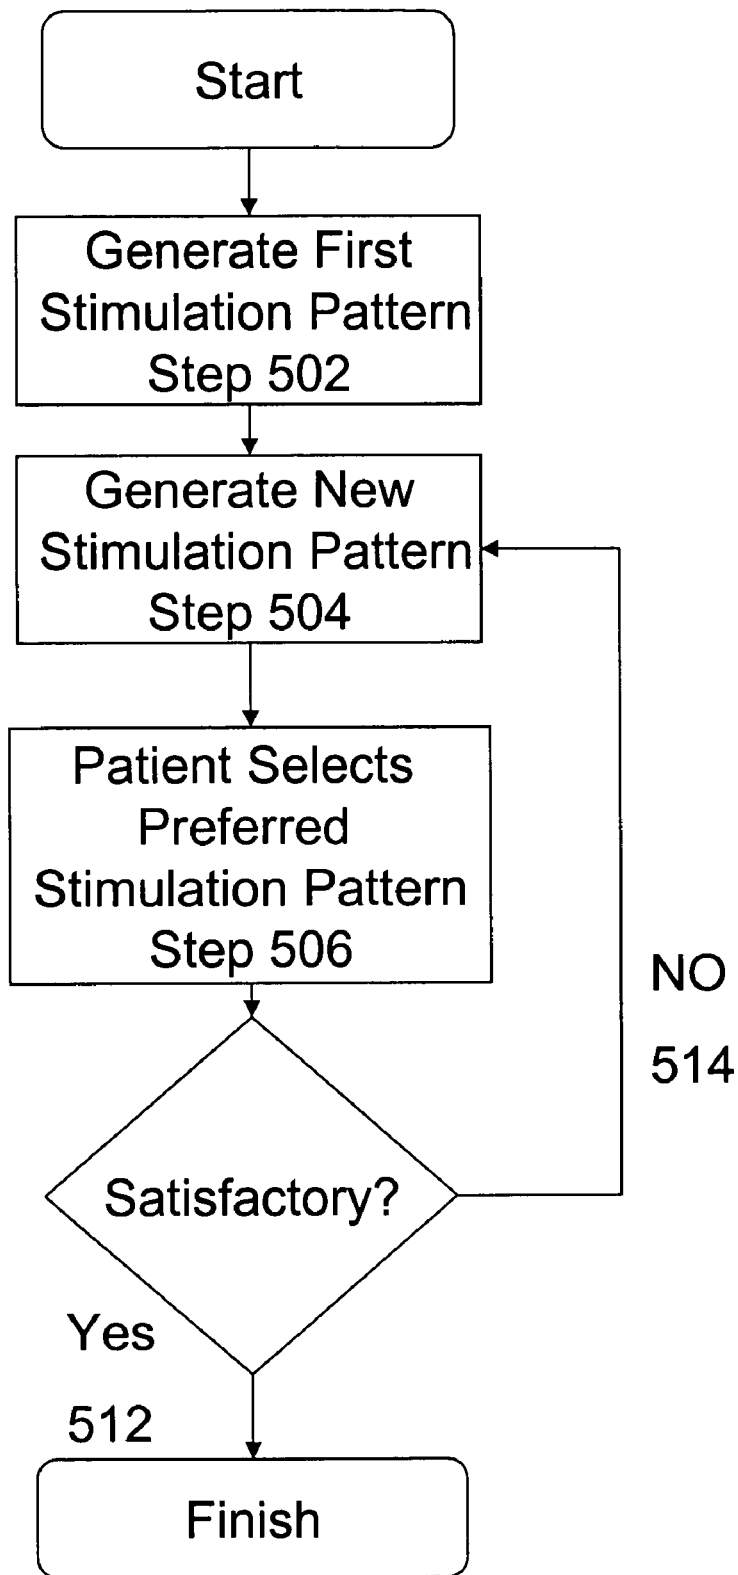 Start
Generate First
Stimulation Pattern
Step 502
Generate New
Stimulation Pattern
Step 504
Patient Selects
Preferred
Stimulation Pattern
Step 506
NO
514
Satisfactory?
Yes
512
Finish